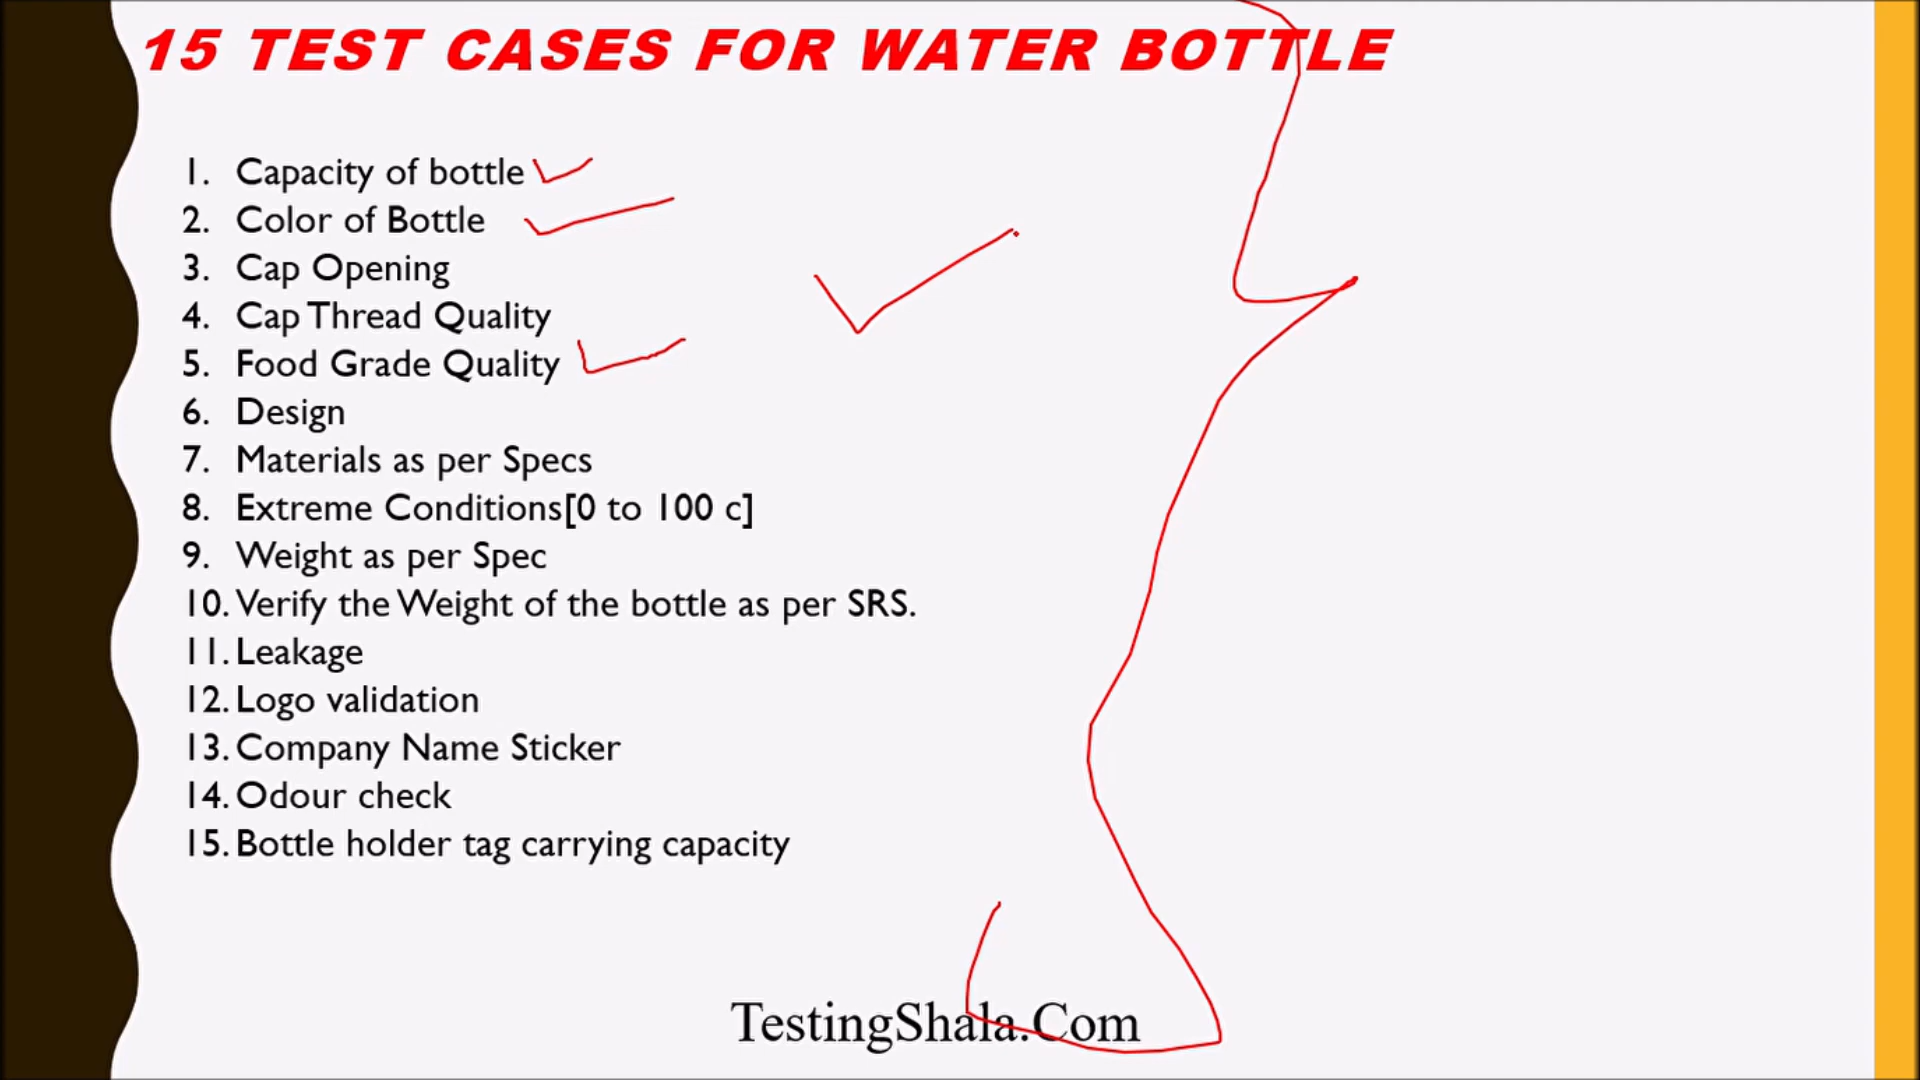 15 TEST CASES FOR WATER BOTTLE
1. Capacity of bottle
2. Color of Bottle
3. Cap Opening
4. Cap Thread Quality
5. Food Grade Quality
6. Design
7. Materials as per Specs
8. Extreme Conditions[0 to 100 c]
9. Weight as per Spec
10. Verify the Weight of the bottle as per SRS.
11. Leakage
12. Logo validation
13. Company Name Sticker
14. Odour check
15. Bottle holder tag carrying capacity
TestingShala.Com